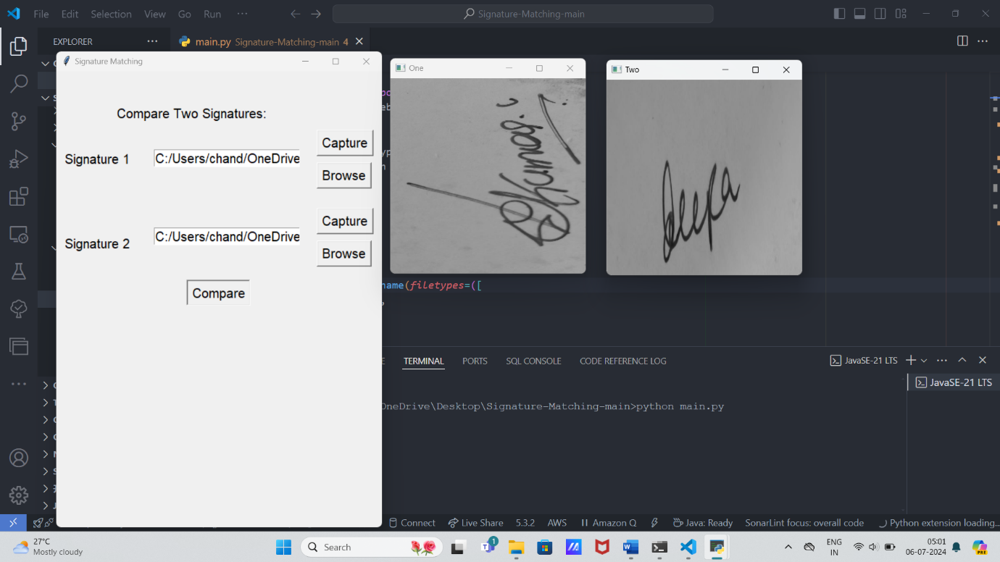 File Edit Selection View Go Run ··· Signature-Matching-main
EXPLORER ··· main.py Signature-Matching-main 4
Signature Matching
One
Two
Compare Two Signatures:
Signature 1 C:/Users/chand/OneDrive
Capture
Browse
Signature 2 C:/Users/chand/OneDrive
Capture
Browse
Compare
deepa
name(filetypes=([
TERMINAL PORTS SQL CONSOLE CODE REFERENCE LOG JavaSE-21 LTS
JavaSE-21 LTS
OneDrive\Desktop\Signature-Matching-main>python main.py
Connect Live Share 5.3.2 AWS Amazon Q Java: Ready SonarLint focus: overall code Python extension loading...
27°C
Mostly cloudy
Search
1
ENG
IN
05:01
06-07-2024
PRE